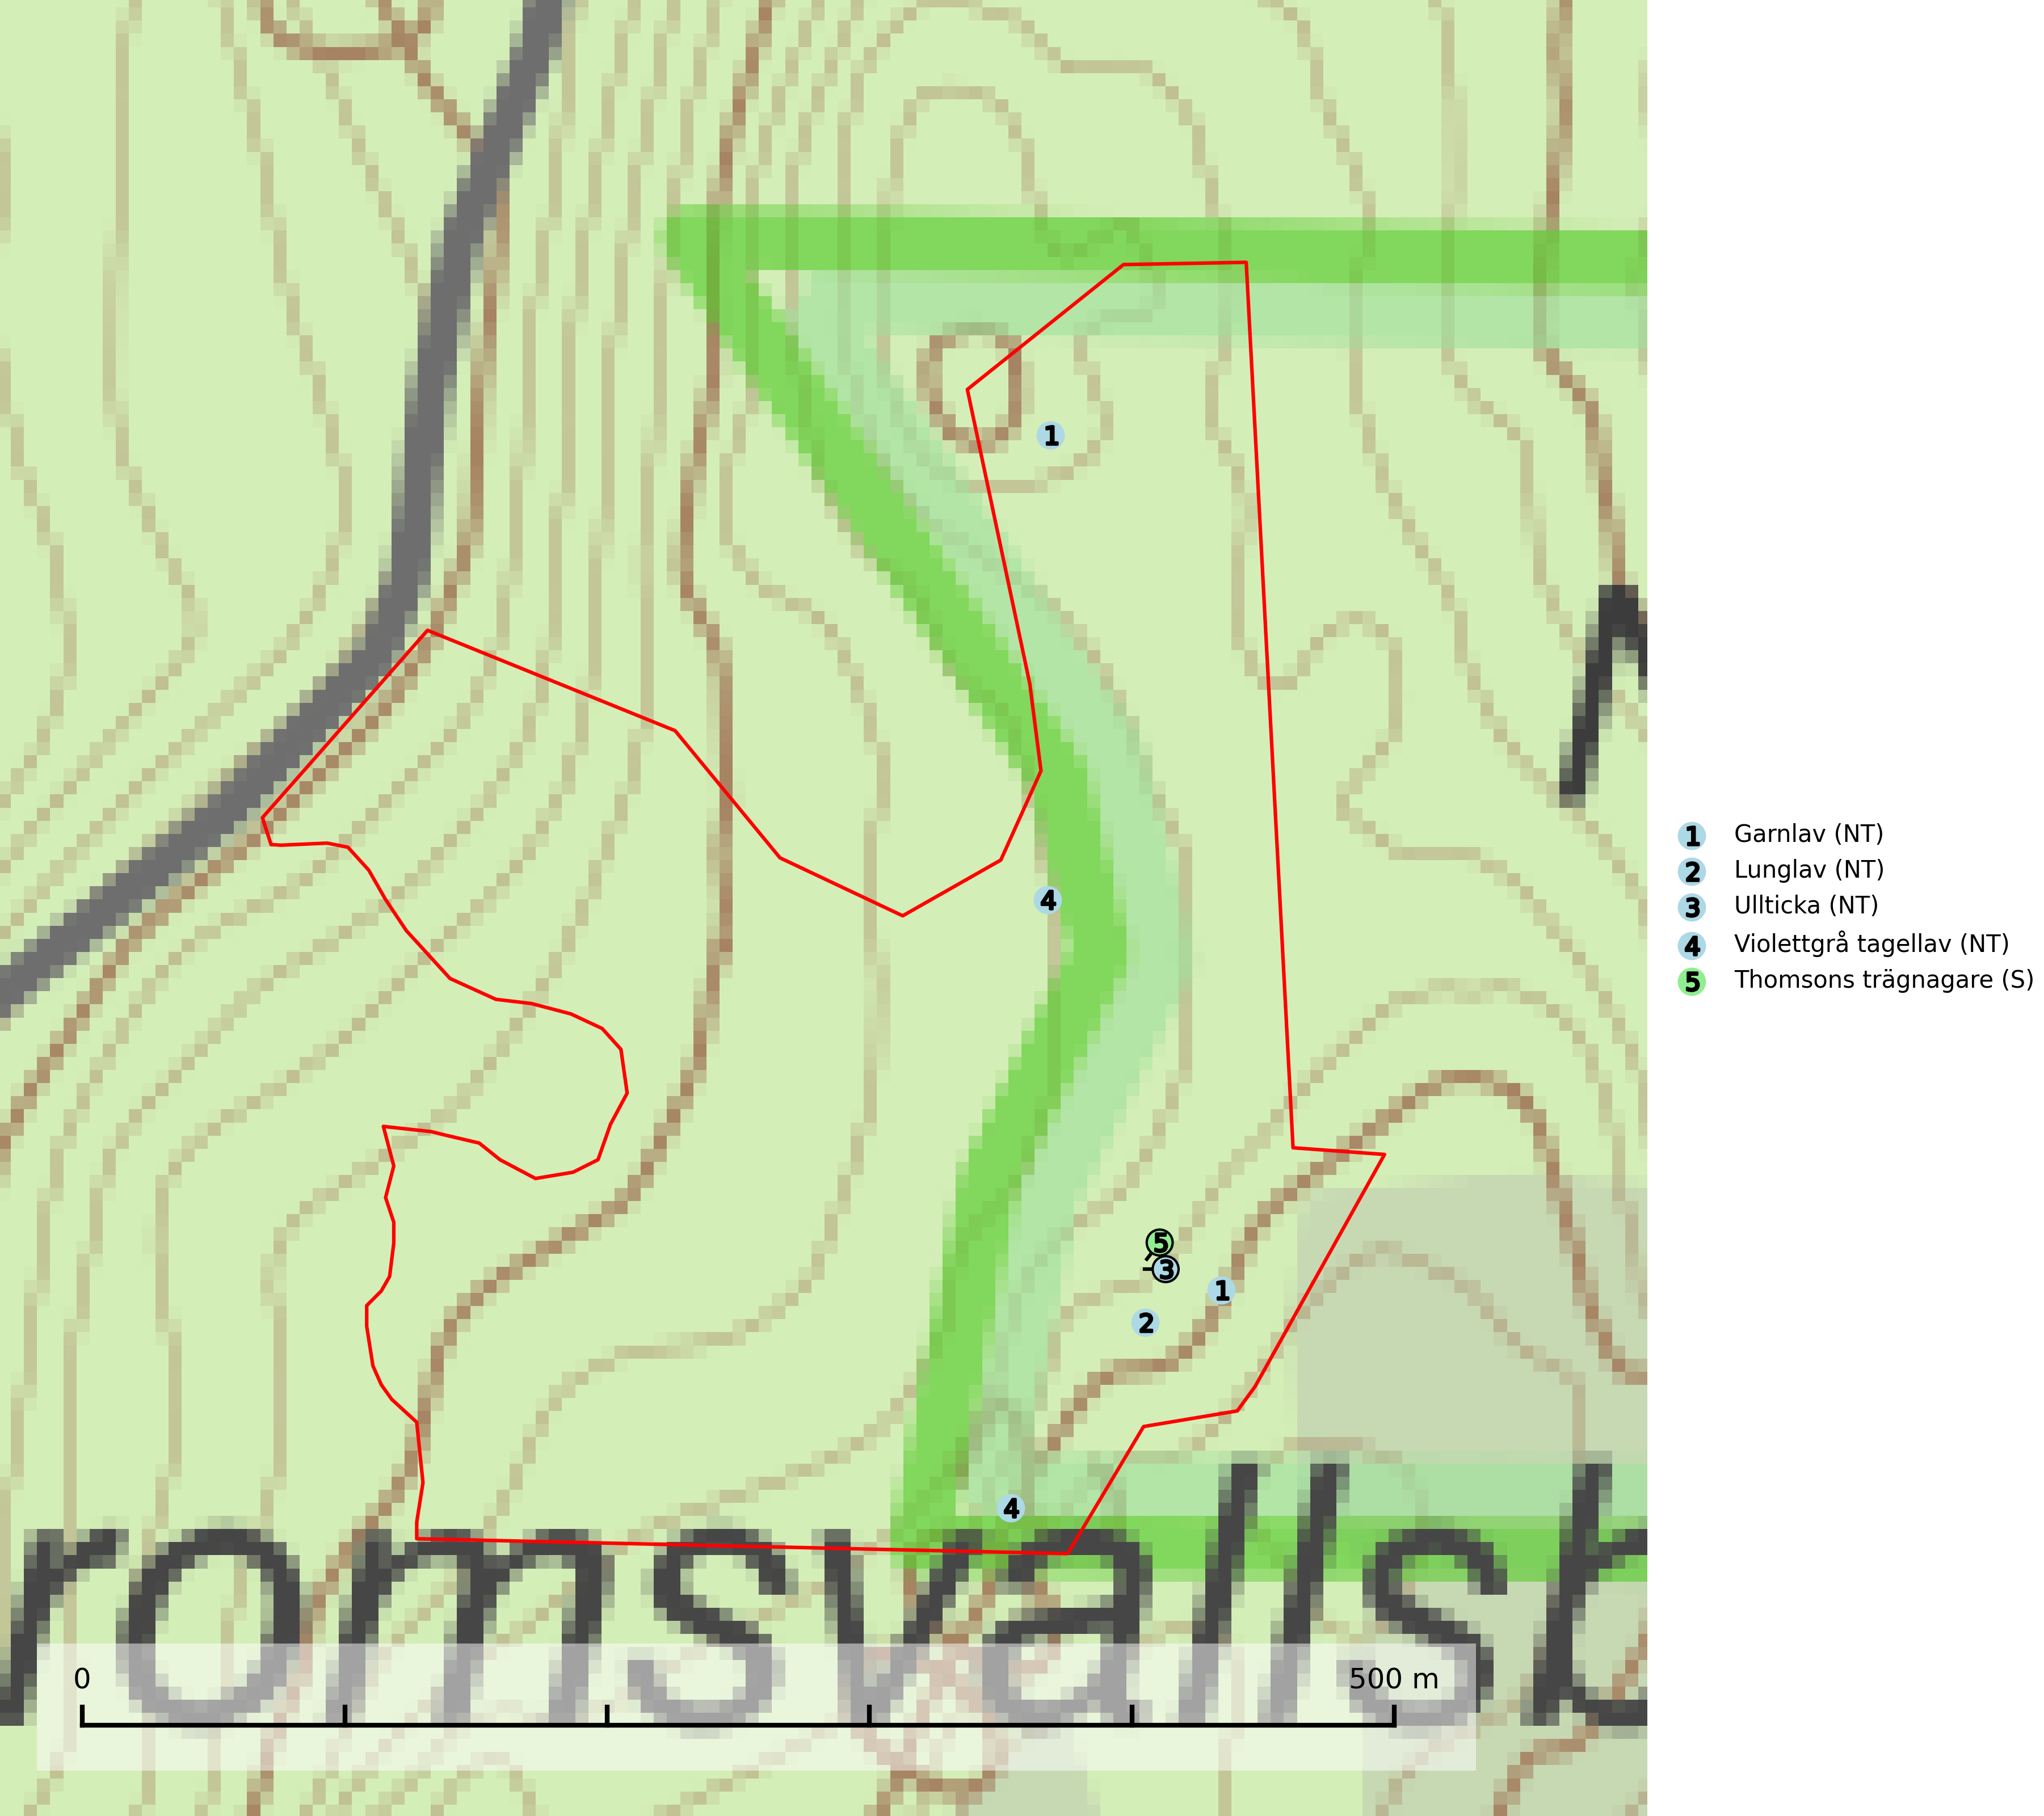 1
4
5
3
1
2
4
romsvallst
0 500 m
1 Garnlav (NT)
2 Lunglav (NT)
3 Ullticka (NT)
4 Violettgrå tagellav (NT)
5 Thomsons trägnagare (S)